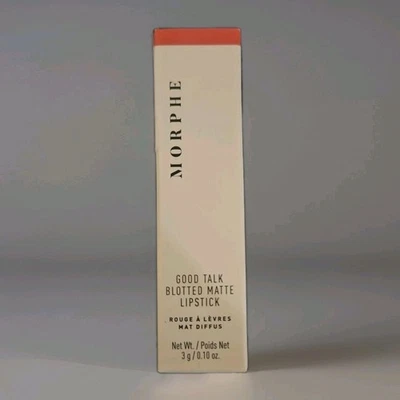 MORPHE
GOOD TALK
BLOTTED MATTE
LIPSTICK
ROUGE À LÈVRES
MAT DIFFUS
Net Wt. / Poids Net
3 g / 0.10 oz.